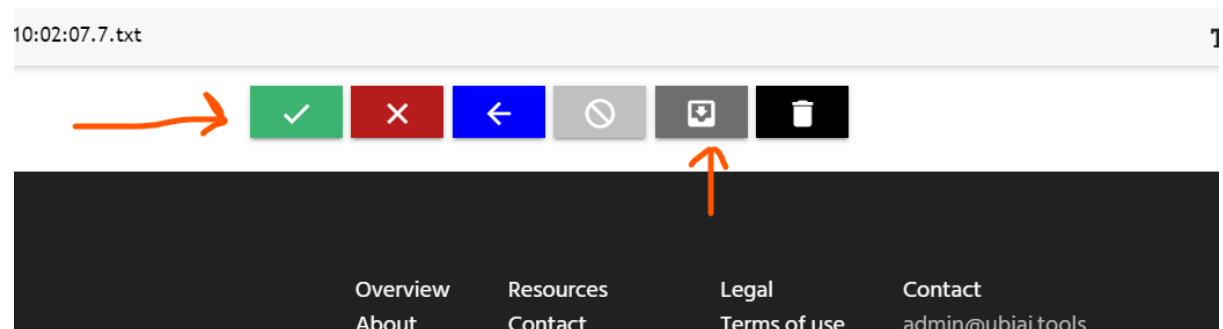 10:02:07.7.txt
Overview Resources Legal Contact
About Contact Terms of use admin@ubiai.tools